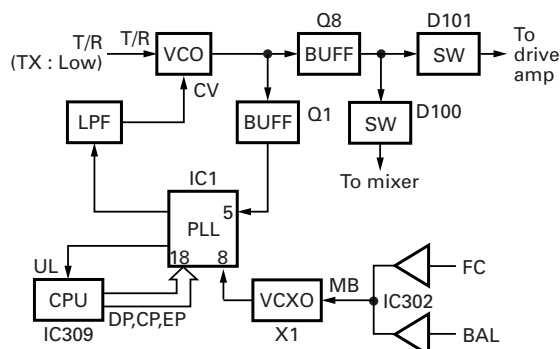 Q8
D101
T/R
T/R
(TX : Low)
VCO
BUFF
SW
To
drive
amp
CV
LPF
BUFF
Q1
SW
D100
IC1
To mixer
5
PLL
18
8
UL
CPU
DP,CP,EP
IC309
VCXO
X1
MB
IC302
FC
BAL